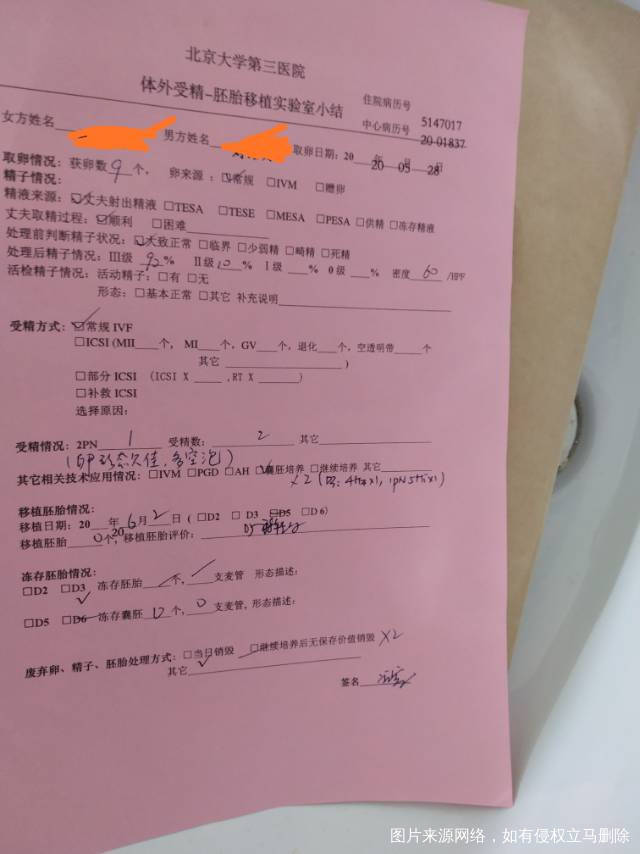 北京大学第三医院
体外受精-胚胎移植实验室小结
住院病历号 5147017
中心病历号 20-01837
女方姓名 男方姓名 取卵日期：20 20 年 05 月 28 日
取卵情况：获卵数 9 个， 卵来源：☑常规 □IVM □赠卵
精子情况：
精液来源：☑丈夫射出精液 □TESA □TESE □MESA □PESA □供精 □冻存精液
丈夫取精过程：☑顺利 □困难
处理前判断精子状况：☑大致正常 □临界 □少弱精 □畸精 □死精
处理后精子情况：III级 92 % II级 % I级 % 0级 % 密度 60 /HPF
活检精子情况：活动精子：□有 □无
形态：□基本正常 □其它 补充说明
受精方式：☑常规 IVF
□ICSI (MII 个， MI 个，GV 个，退化 个，空透明带 个
其它 )
□部分 ICSI （ICSI X ,RT X )
□补救 ICSI
选择原因：
受精情况：2PN 1 受精数： 2 其它
多空泡）
其它相关技术应用情况：□IVM □PGD □AH ☑囊胚培养 □继续培养 其它
X2
移植胚胎情况：
移植日期：20 20 年 6 月 2 日（ □D2 □ D3 □D5 □D6）
移植胚胎 0 个，移植胚胎评价：
冻存胚胎情况：
□D2 □D3 冻存胚胎 个， 支麦管 形态描述：
□D5 □D6 冻存囊胚 0 个， 0 支麦管，形态描述：
废弃卵、精子、胚胎处理方式：□当日销毁 □继续培养后无保存价值销毁 X2
其它
签名
图片来源网络，如有侵权立马删除